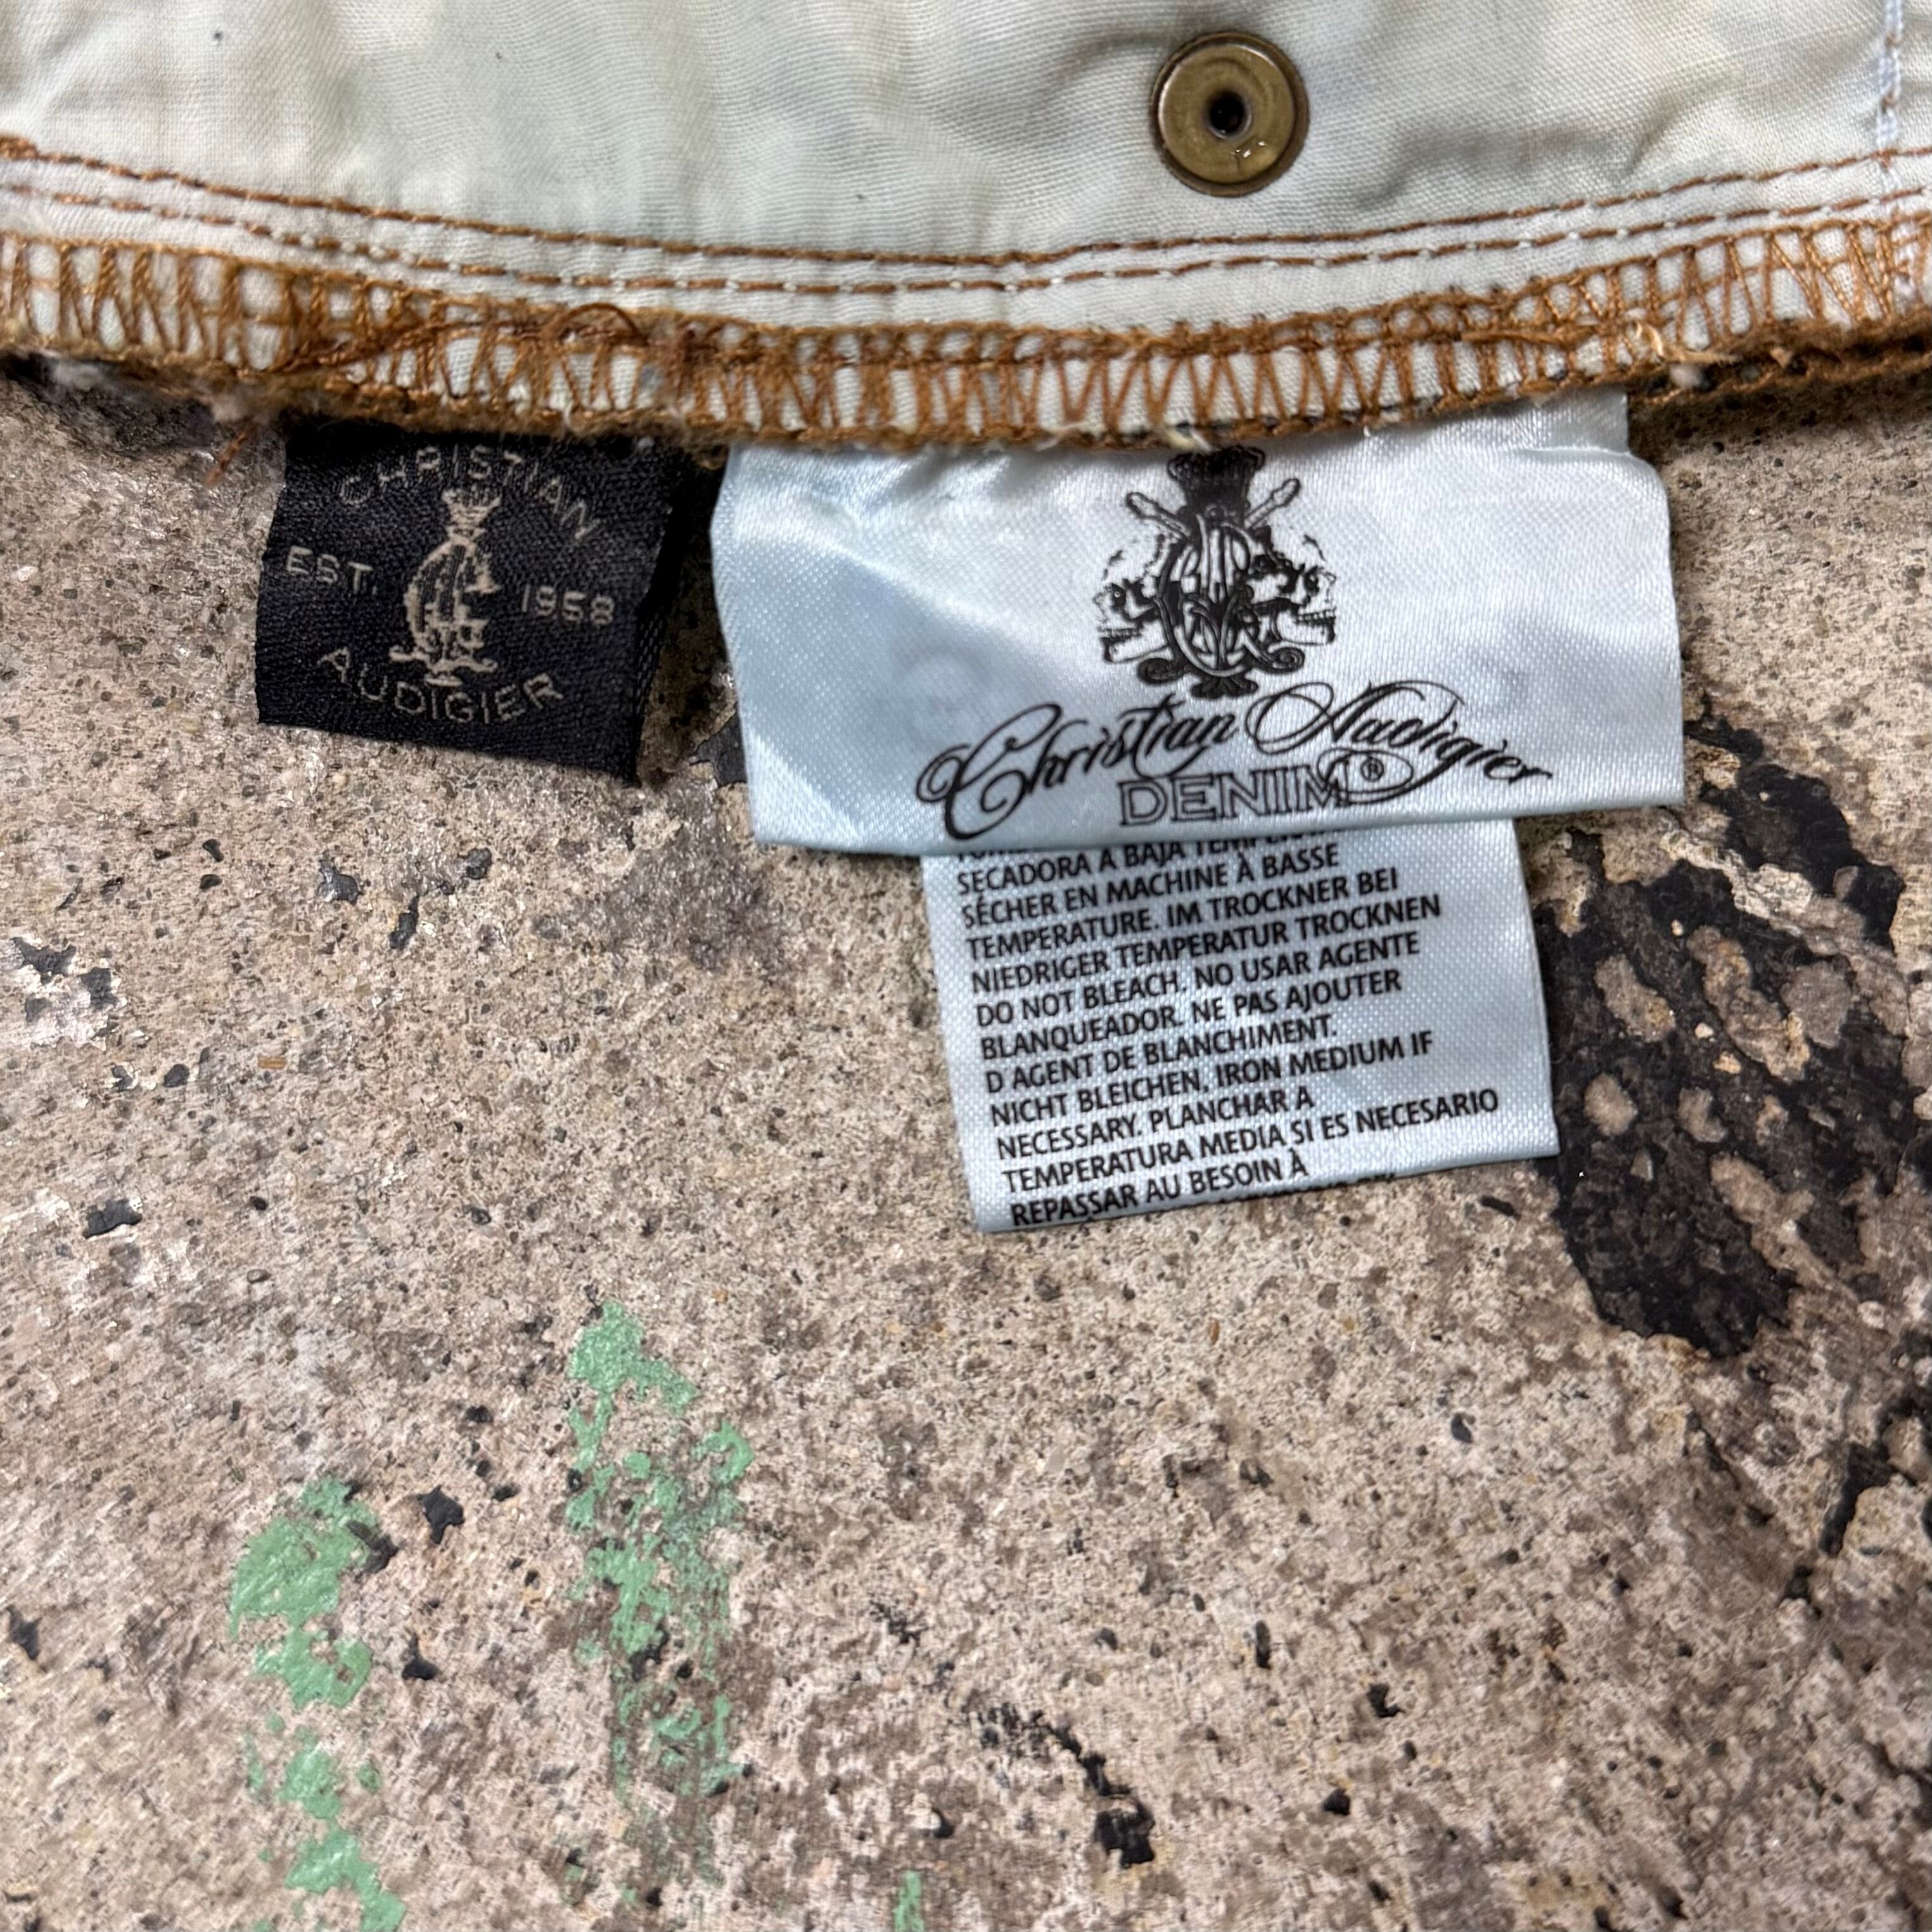 CHRISTIAN
EST. 1958
AUDIGIER
Christian Audigier
DENIM®
SECADORA A BAJA
SÉCHER EN MACHINE À BASSE
TEMPERATURE. IM TROCKNER BEI
NIEDRIGER TEMPERATUR TROCKNEN
DO NOT BLEACH. NO USAR AGENTE
BLANQUEADOR. NE PAS AJOUTER
D AGENT DE BLANCHIMENT.
NICHT BLEICHEN. IRON MEDIUM IF
NECESSARY. PLANCHAR A
TEMPERATURA MEDIA SI ES NECESARIO
REPASSAR AU BESOIN À